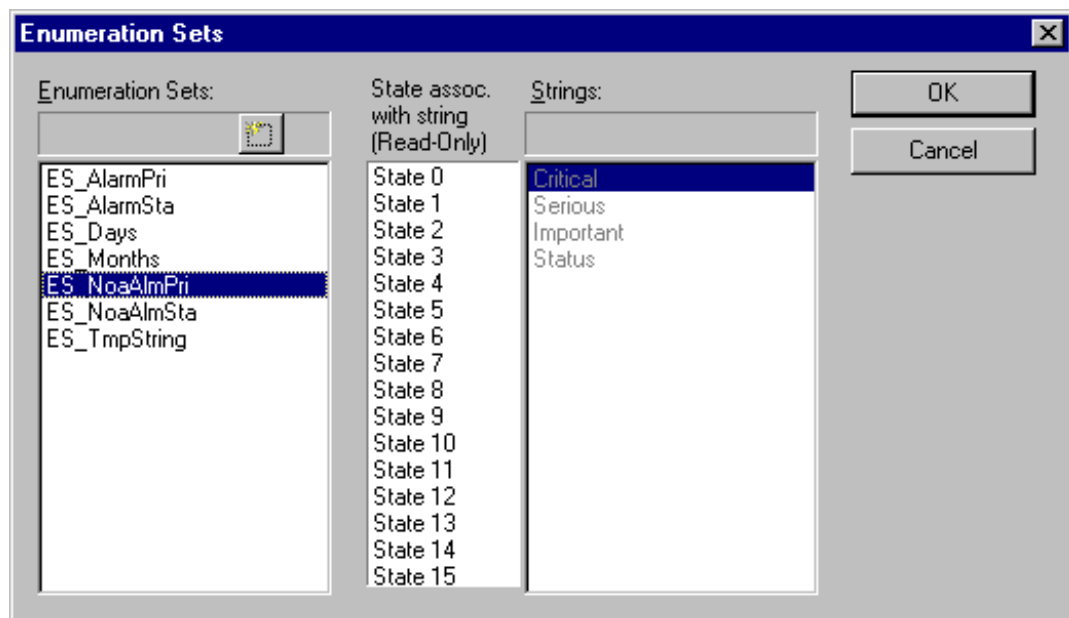 Enumeration Sets
Enumeration Sets:
State assoc.
with string
(Read-Only)
Strings:
OK
Cancel
ES_AlarmPri
ES_AlarmSta
ES_Days
ES_Months
ES_NoaAlmPri
ES_NoaAlmSta
ES_TmpString
State 0
State 1
State 2
State 3
State 4
State 5
State 6
State 7
State 8
State 9
State 10
State 11
State 12
State 13
State 14
State 15
Critical
Serious
Important
Status